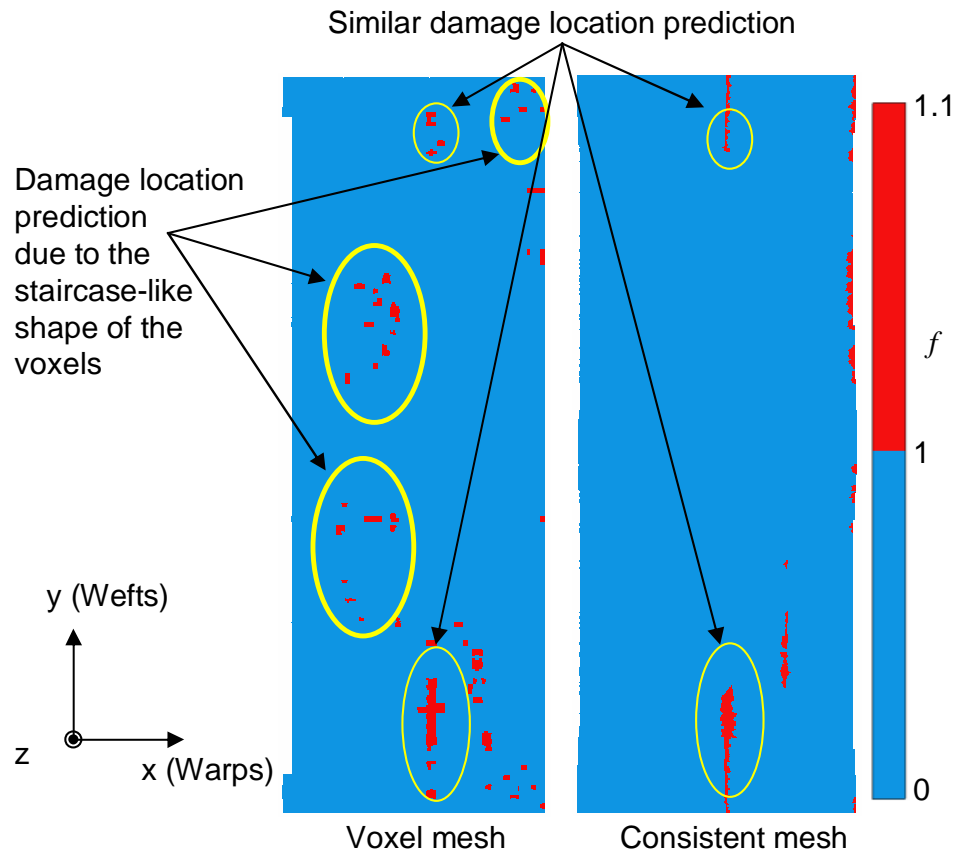 Similar damage location prediction
1.1
Damage location
prediction
due to the
staircase-like
shape of the
voxels
f
1
y (Wefts)
z
x (Warps)
0
Voxel mesh
Consistent mesh